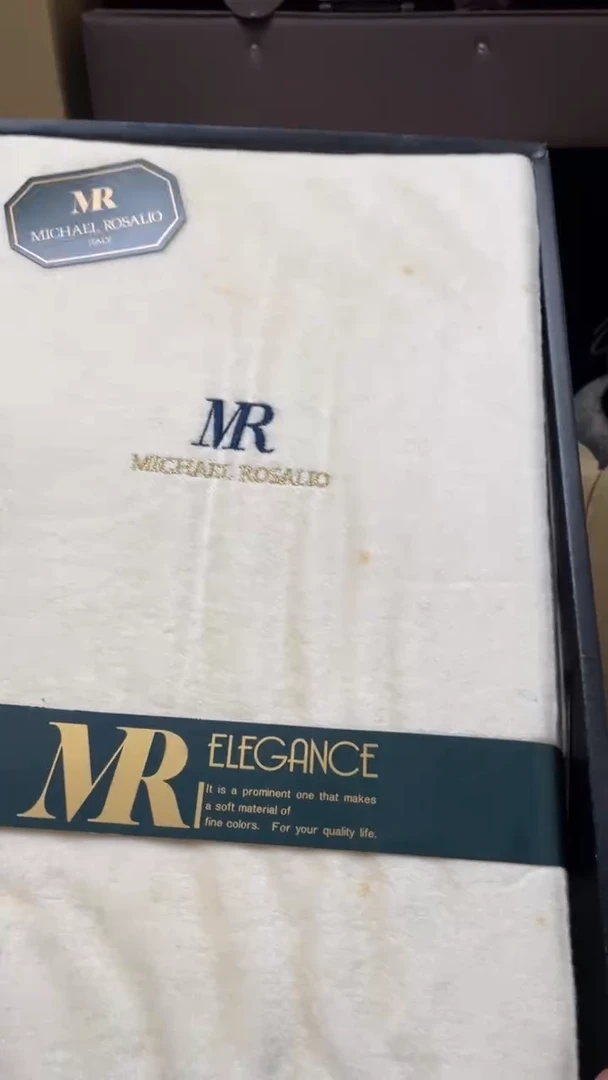 MR
MICHAEL ROSALIO
ITALY
MR
MICHAEL ROSALIO
MR
ELEGANCE
It is a prominent one that makes
a soft material of
fine colors. For your quality life.